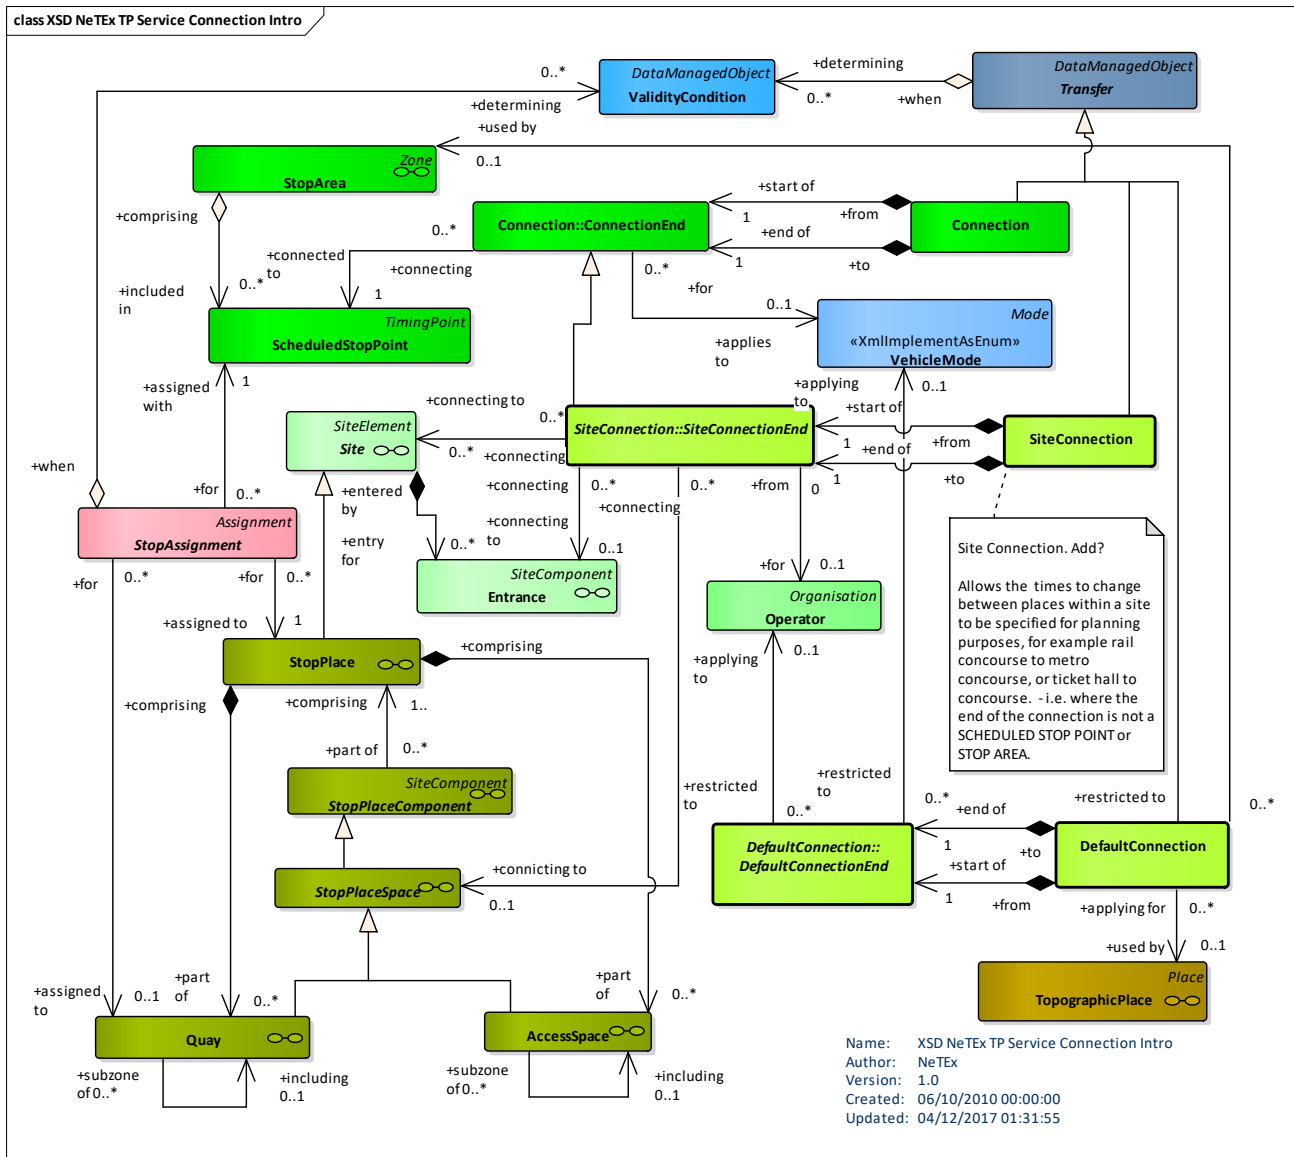 class XSD NeTEx TP Service Connection Intro
DataManagedObject
ValidityCondition
DataManagedObject
Transfer
+determining
0..*
+when
0..*
+determining
+used by
0..1
Zone
StopArea
+comprising
+included
in
0..*
Connection::ConnectionEnd
+start of
1
+from
+end of
1
+to
Connection
0..*
+connected
to
+connecting
1
0..*
+for
0..1
+applies
to
TimingPoint
ScheduledStopPoint
Mode
«XmlImplementAsEnum»
VehicleMode
+assigned
with
1
+applying
to
0..1
+connecting to
0..*
0..*
+connecting
SiteElement
Site
SiteConnection::SiteConnectionEnd
+start of
1
+from
+end of
1
+to
SiteConnection
+when
+for
0..*
+entered
by
+entry
for
0..*
+connecting
0..*
+connecting
to
0..1
0..*
+connecting
+from
0
+for
0..1
Assignment
StopAssignment
SiteComponent
Entrance
Site Connection. Add?
Allows the times to change
between places within a site
to be specified for planning
purposes, for example rail
concourse to metro
concourse, or ticket hall to
concourse. - i.e. where the
end of the connection is not a
SCHEDULED STOP POINT or
STOP AREA.
+for
0..*
+for
0..*
+assigned to
1
Organisation
Operator
+applying
to
0..1
StopPlace
+comprising
+comprising
1..
+part of
0..*
SiteComponent
StopPlaceComponent
+restricted
to
0..*
+restricted
to
0..*
+end of
1
+to
+start of
1
+from
+restricted to
0..*
DefaultConnection::
DefaultConnectionEnd
DefaultConnection
StopPlaceSpace
+connicting to
0..1
+applying for
0..*
+used by
0..1
Place
TopographicPlace
+assigned
to
0..1
+part
of
0..*
+part
of
0..*
Quay
AccessSpace
+subzone
of 0..*
+including
0..1
+subzone
of 0..*
+including
0..1
Name: XSD NeTEx TP Service Connection Intro
Author: NeTEx
Version: 1.0
Created: 06/10/2010 00:00:00
Updated: 04/12/2017 01:31:55